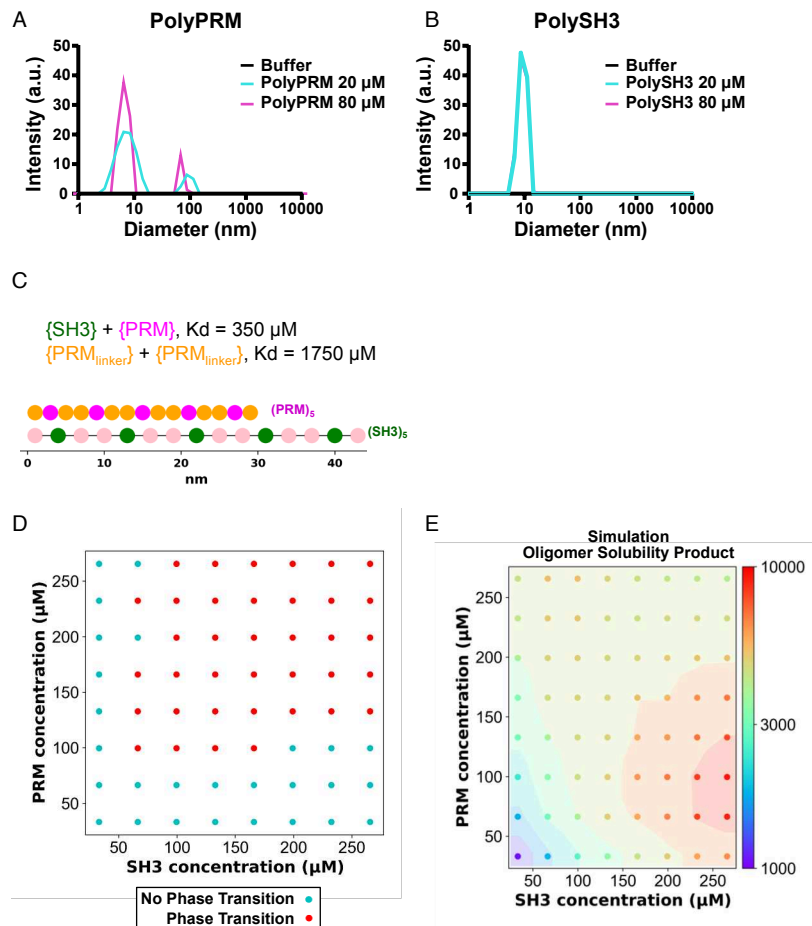 A
PolyPRM
Intensity (a.u.)
50
40
30
20
10
0
Buffer
PolyPRM 20 µM
PolyPRM 80 µM
1 10 100 1000 10000
Diameter (nm)
B
PolySH3
Intensity (a.u.)
50
40
30
20
10
0
Buffer
PolySH3 20 µM
PolySH3 80 µM
1 10 100 1000 10000
Diameter (nm)
C
{SH3} + {PRM}, Kd = 350 µM
{PRMlinker} + {PRMlinker}, Kd = 1750 µM
(PRM)5
(SH3)5
0 10 20 30 40
nm
D
PRM concentration (µM)
250
200
150
100
50
50 100 150 200 250
SH3 concentration (µM)
No Phase Transition
Phase Transition
E
Simulation
Oligomer Solubility Product
PRM concentration (µM)
250
200
150
100
50
50 100 150 200 250
SH3 concentration (µM)
10000
3000
1000